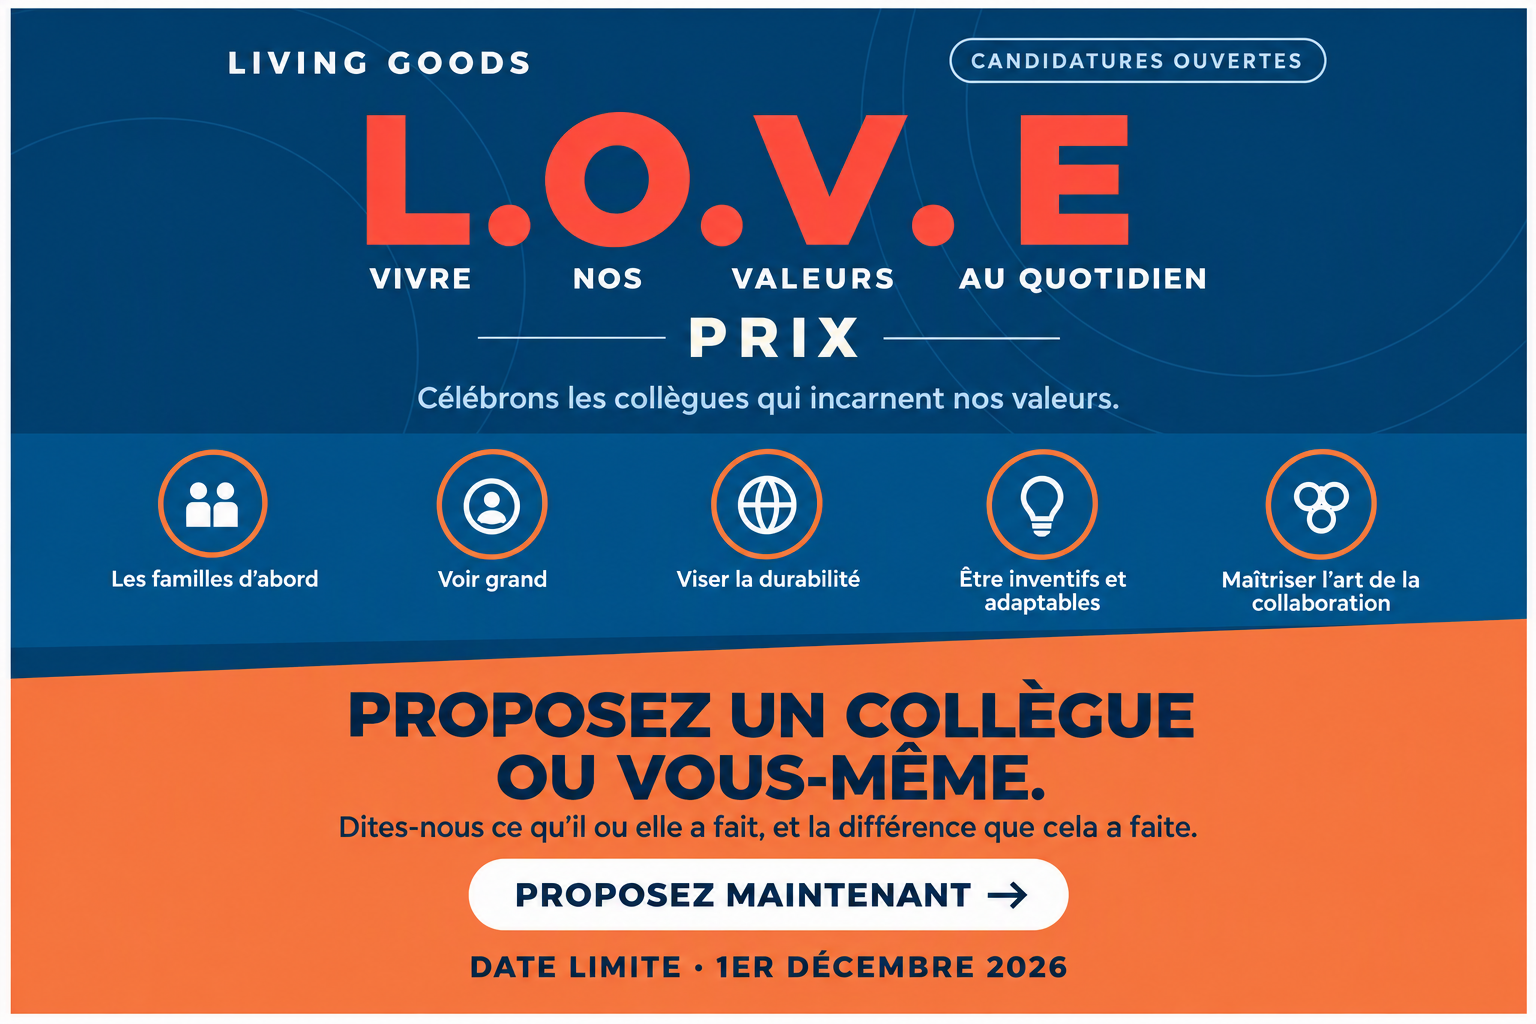 LIVING GOODS
CANDIDATURES OUVERTES
L.O.V.E
VIVRE NOS VALEURS AU QUOTIDIEN
PRIX
Célébrons les collègues qui incarnent nos valeurs.
Les familles d’abord
Voir grand
Viser la durabilité
Être inventifs et
adaptables
Maîtriser l’art de la
collaboration
PROPOSEZ UN COLLÈGUE
OU VOUS-MÊME.
Dites-nous ce qu’il ou elle a fait, et la différence que cela a faite.
PROPOSEZ MAINTENANT →
DATE LIMITE • 1ER DÉCEMBRE 2026